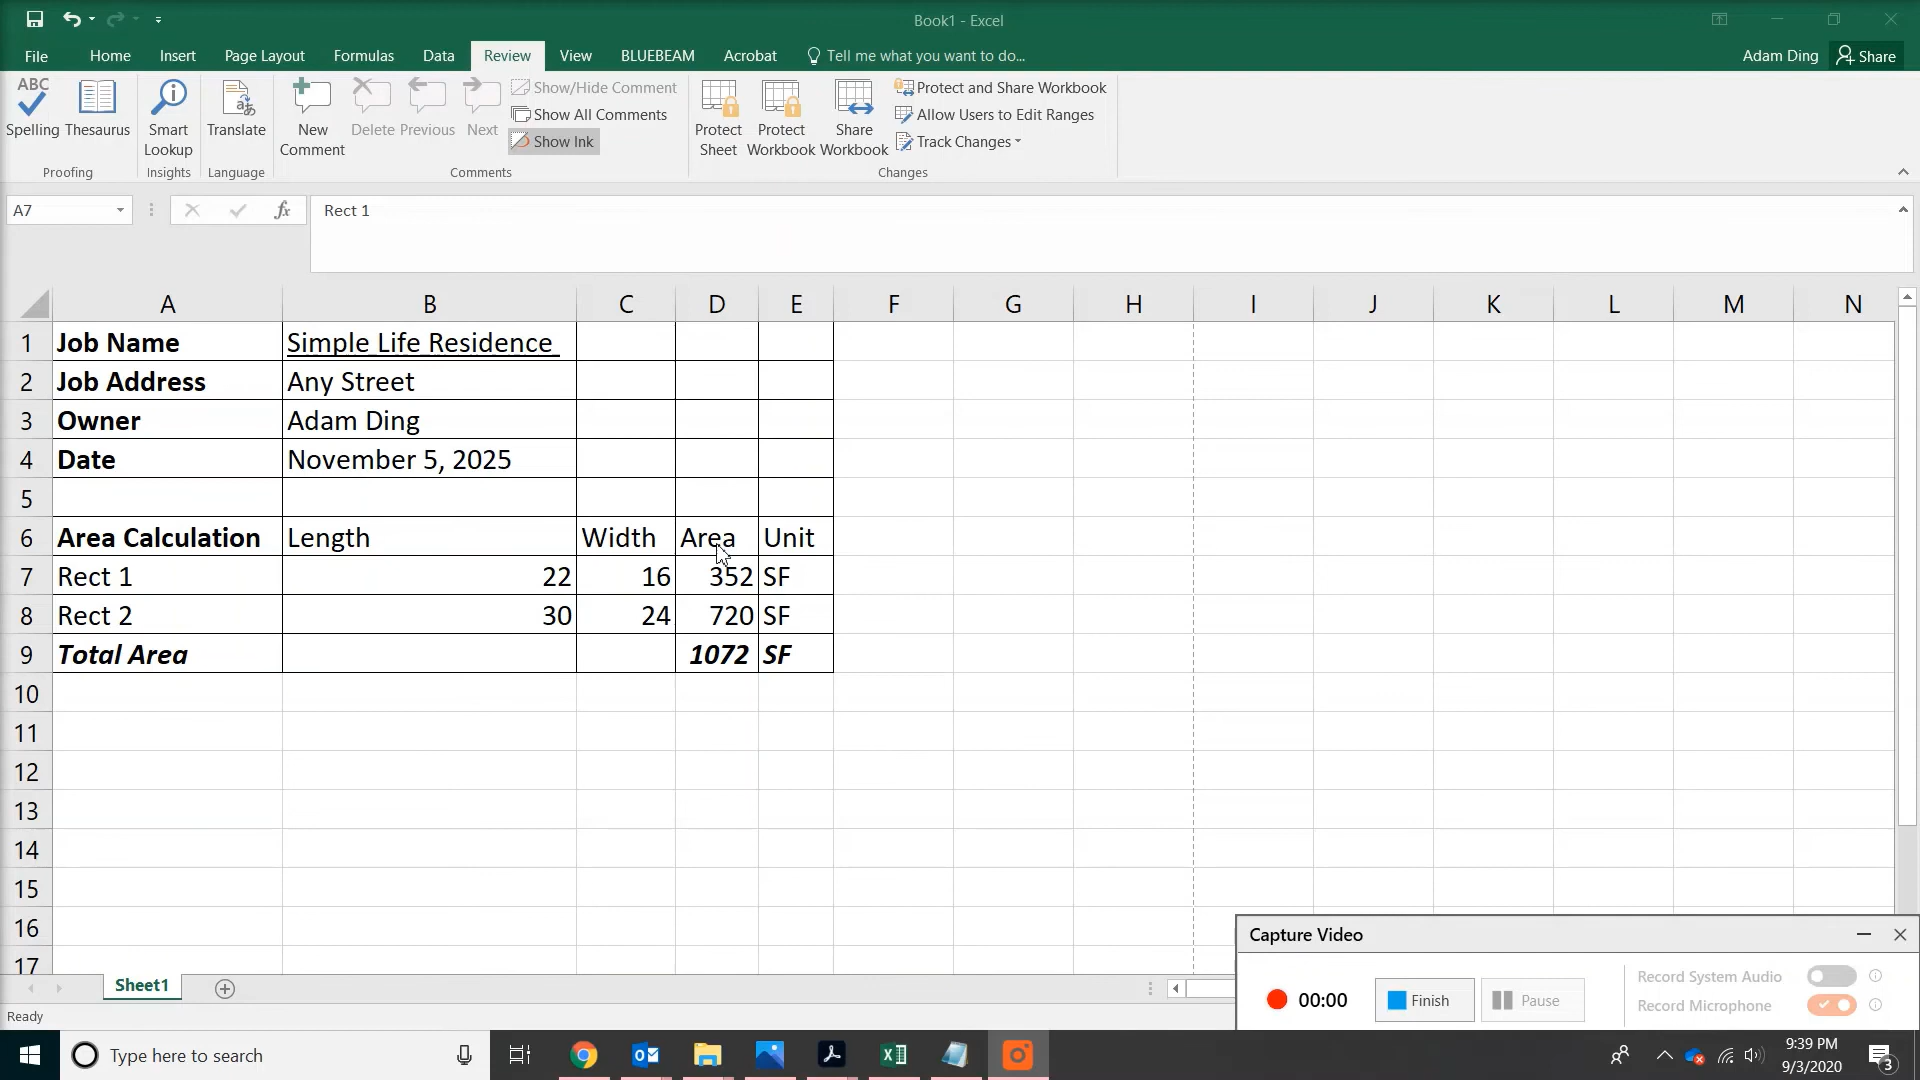 Book1 - Excel
File Home Insert Page Layout Formulas Data Review View BLUEBEAM Acrobat Tell me what you want to do... Adam Ding Share
ABC
Spelling Thesaurus Smart Lookup Translate New Comment Delete Previous Next Show/Hide Comment
Show All Comments
Show Ink
Protect Sheet Protect Workbook Share Workbook Protect and Share Workbook
Allow Users to Edit Ranges
Track Changes
Proofing Insights Language Comments Changes
A7 fx Rect 1
A B C D E F G H I J K L M N
1 Job Name Simple Life Residence
2 Job Address Any Street
3 Owner Adam Ding
4 Date November 5, 2025
5
6 Area Calculation Length Width Area Unit
7 Rect 1 22 16 352 SF
8 Rect 2 30 24 720 SF
9 Total Area 1072 SF
10
11
12
13
14
15
16
17
Capture Video
00:00 Finish Pause Record System Audio
Record Microphone
Sheet1
Ready
Type here to search
9:39 PM
9/3/2020
3